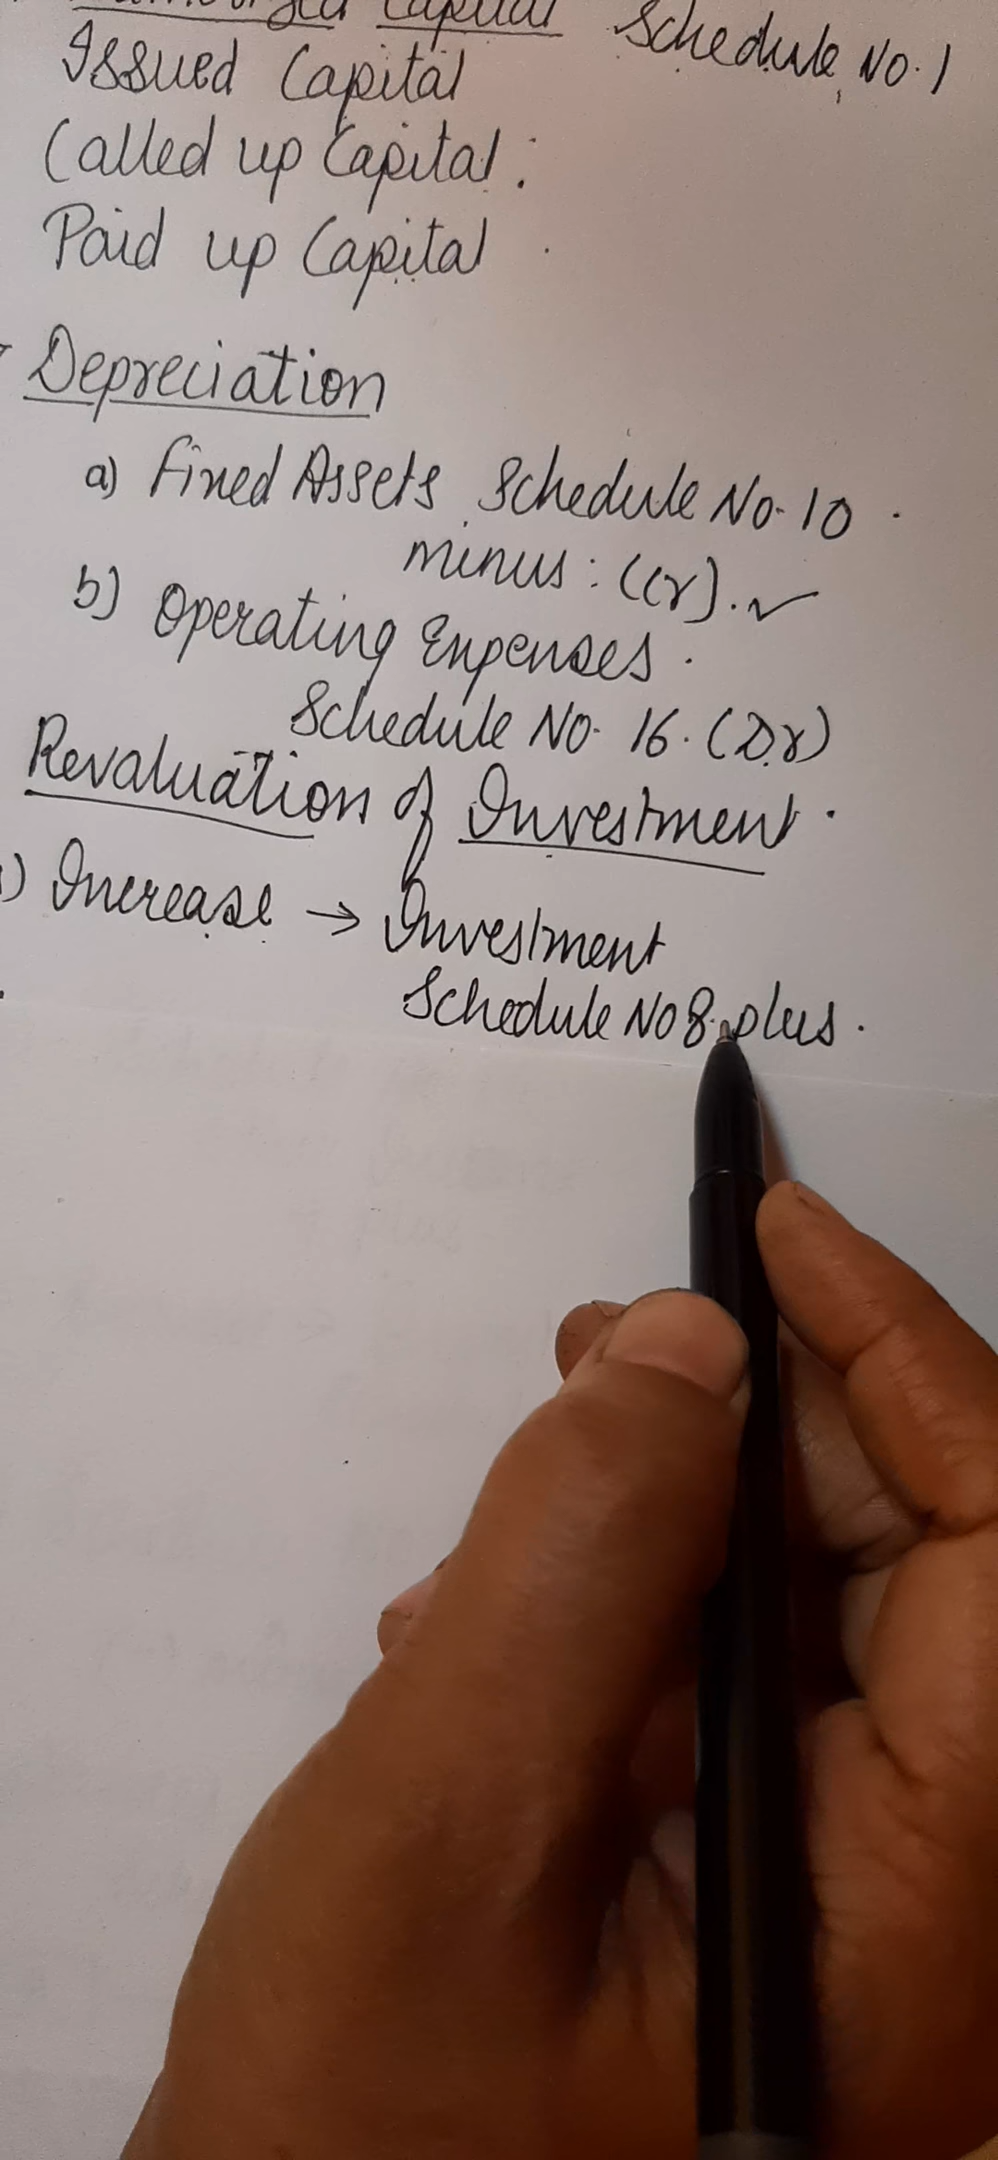 Capital Schedule No. 1
Issued Capital
Called up Capital :
Paid up Capital .
Depreciation
a) Fixed Assets Schedule No. 10 .
minus : (Cr). ✓
b) Operating Expenses .
Schedule No. 16. (Dr)
Revaluation of Investment .
) Increase → Investment
Schedule No 8. plus .